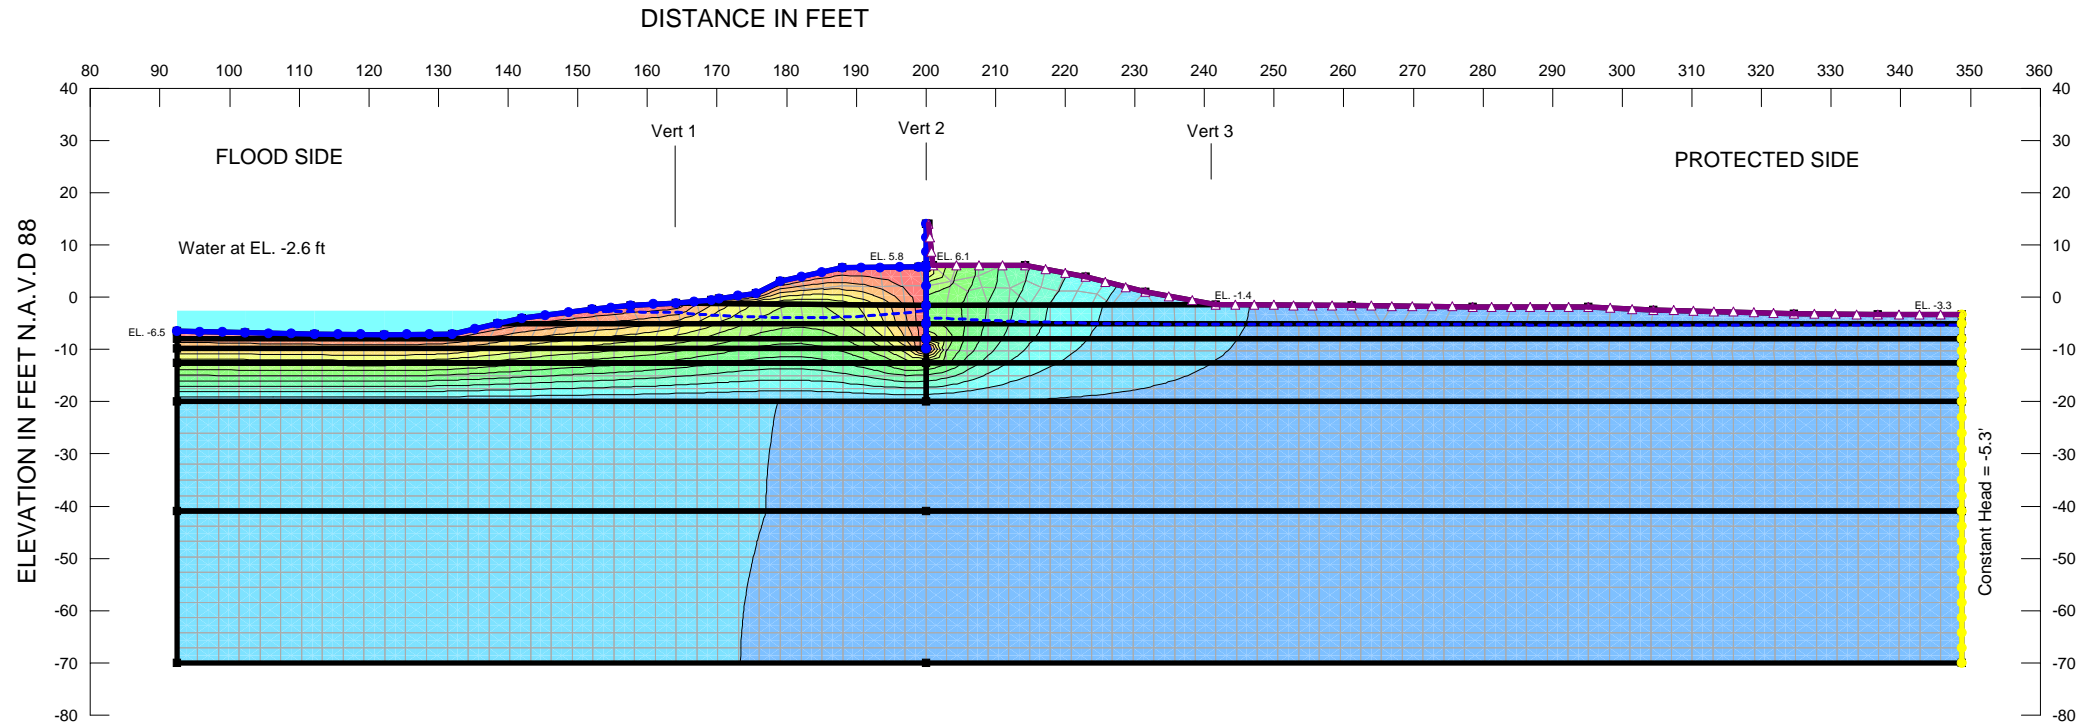 DISTANCE IN FEET
80 90 100 110 120 130 140 150 160 170 180 190 200 210 220 230 240 250 260 270 280 290 300 310 320 330 340 350 360
40 40
Vert 1 Vert 2 Vert 3
30 30
FLOOD SIDE PROTECTED SIDE
20 20
Water at EL. -2.6 ft
10 10
EL. 5.8 EL. 6.1
0 0
EL. -1.4
EL. -3.3
EL. -6.5
-10 -10
-20 -20
-30 -30
-40 -40
-50 -50
-60 -60
-70 -70
-80 -80
ELEVATION IN FEET N.A.V.D 88
Constant Head = -5.3'